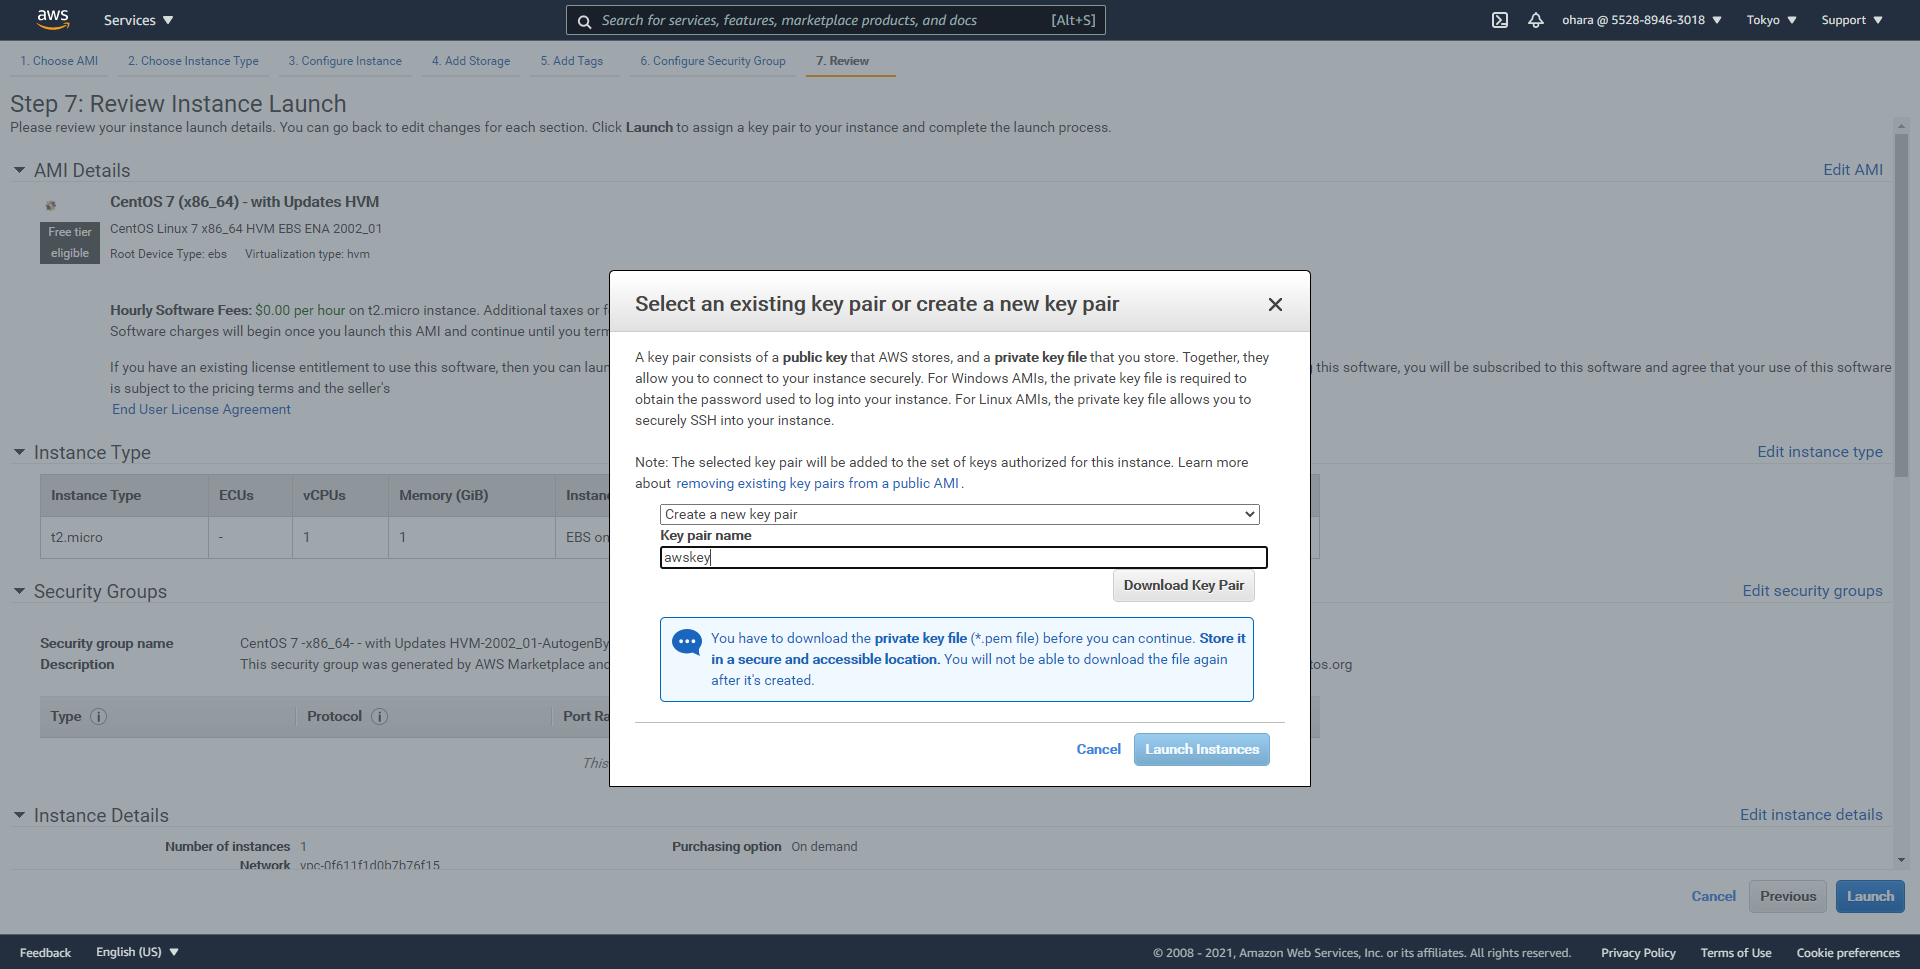 aws
Services
Search for services, features, marketplace products, and docs [Alt+S]
ohara @ 5528-8946-3018
Tokyo
Support
1. Choose AMI
2. Choose Instance Type
3. Configure Instance
4. Add Storage
5. Add Tags
6. Configure Security Group
7. Review
Step 7: Review Instance Launch
Please review your instance launch details. You can go back to edit changes for each section. Click Launch to assign a key pair to your instance and complete the launch process.
AMI Details
Edit AMI
CentOS 7 (x86_64) - with Updates HVM
Free tier
eligible
CentOS Linux 7 x86_64 HVM EBS ENA 2002_01
Root Device Type: ebs Virtualization type: hvm
Hourly Software Fees: $0.00 per hour on t2.micro instance. Additional taxes or f
Software charges will begin once you launch this AMI and continue until you term
If you have an existing license entitlement to use this software, then you can laun
this software, you will be subscribed to this software and agree that your use of this software
is subject to the pricing terms and the seller's
End User License Agreement
Instance Type
Edit instance type
Instance Type ECUs vCPUs Memory (GiB) Instan
t2.micro - 1 1 EBS on
Security Groups
Edit security groups
Security group name CentOS 7 -x86_64- - with Updates HVM-2002_01-AutogenBy
Description This security group was generated by AWS Marketplace and
tos.org
Type Protocol Port Ra
This
Instance Details
Edit instance details
Number of instances 1
Purchasing option On demand
Network vpc-0f611f1d0b7b76f15
Select an existing key pair or create a new key pair
A key pair consists of a public key that AWS stores, and a private key file that you store. Together, they
allow you to connect to your instance securely. For Windows AMIs, the private key file is required to
obtain the password used to log into your instance. For Linux AMIs, the private key file allows you to
securely SSH into your instance.
Note: The selected key pair will be added to the set of keys authorized for this instance. Learn more
about removing existing key pairs from a public AMI .
Create a new key pair
Key pair name
awskey
Download Key Pair
You have to download the private key file (*.pem file) before you can continue. Store it
in a secure and accessible location. You will not be able to download the file again
after it's created.
Cancel
Launch Instances
Cancel
Previous
Launch
Feedback
English (US)
© 2008 - 2021, Amazon Web Services, Inc. or its affiliates. All rights reserved.
Privacy Policy
Terms of Use
Cookie preferences